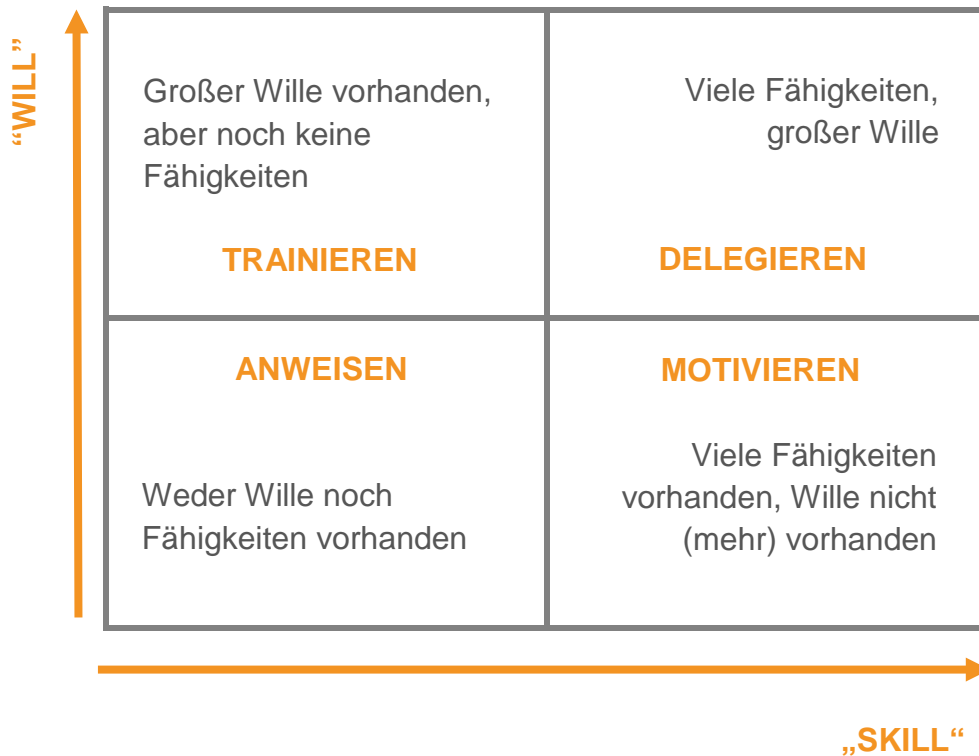 “WILL”
Großer Wille vorhanden,
aber noch keine
Fähigkeiten
TRAINIEREN
Viele Fähigkeiten,
großer Wille
DELEGIEREN
ANWEISEN
Weder Wille noch
Fähigkeiten vorhanden
MOTIVIEREN
Viele Fähigkeiten
vorhanden, Wille nicht
(mehr) vorhanden
„SKILL“